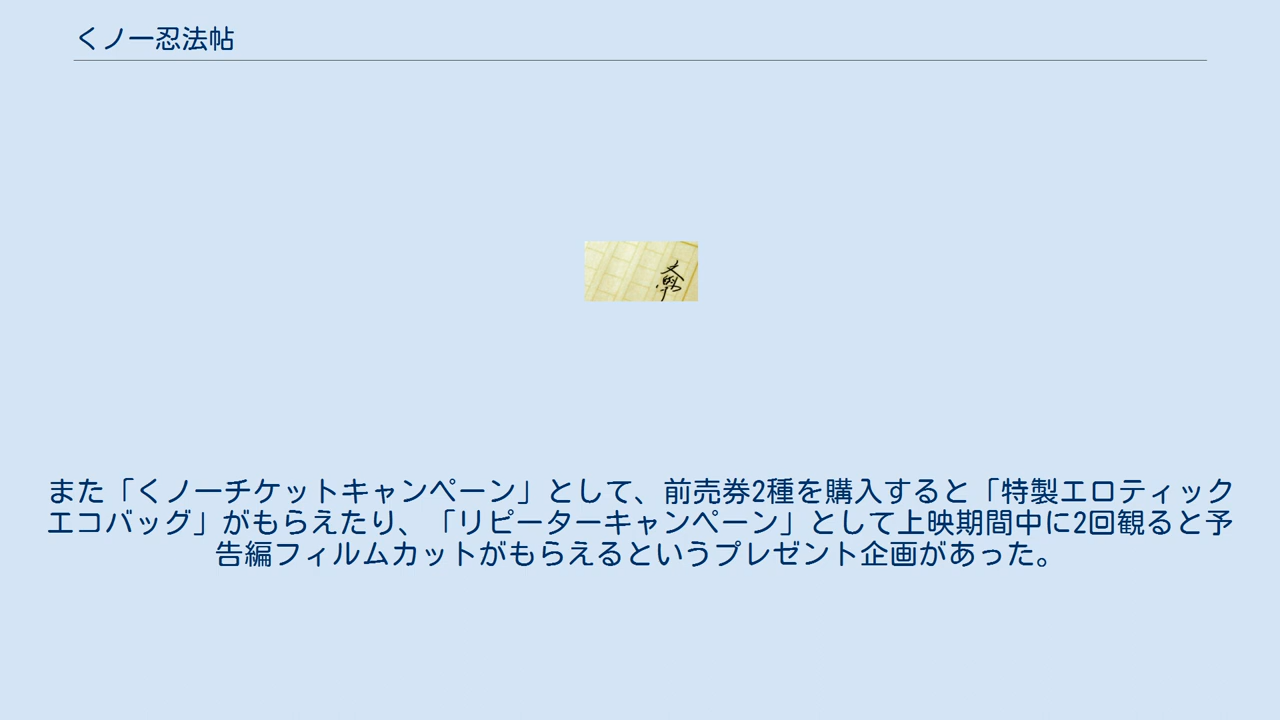 くノ一忍法帖
また「くノ一チケットキャンペーン」として、前売券2種を購入すると「特製エロティック
エコバッグ」がもらえたり、「リピーターキャンペーン」として上映期間中に2回観ると予
告編フィルムカットがもらえるというプレゼント企画があった。